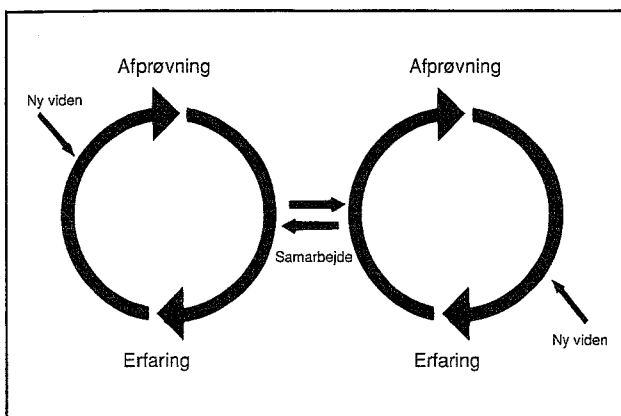 Afprøvning
Afprøvning
Ny viden
Samarbejde
Ny viden
Erfaring
Erfaring